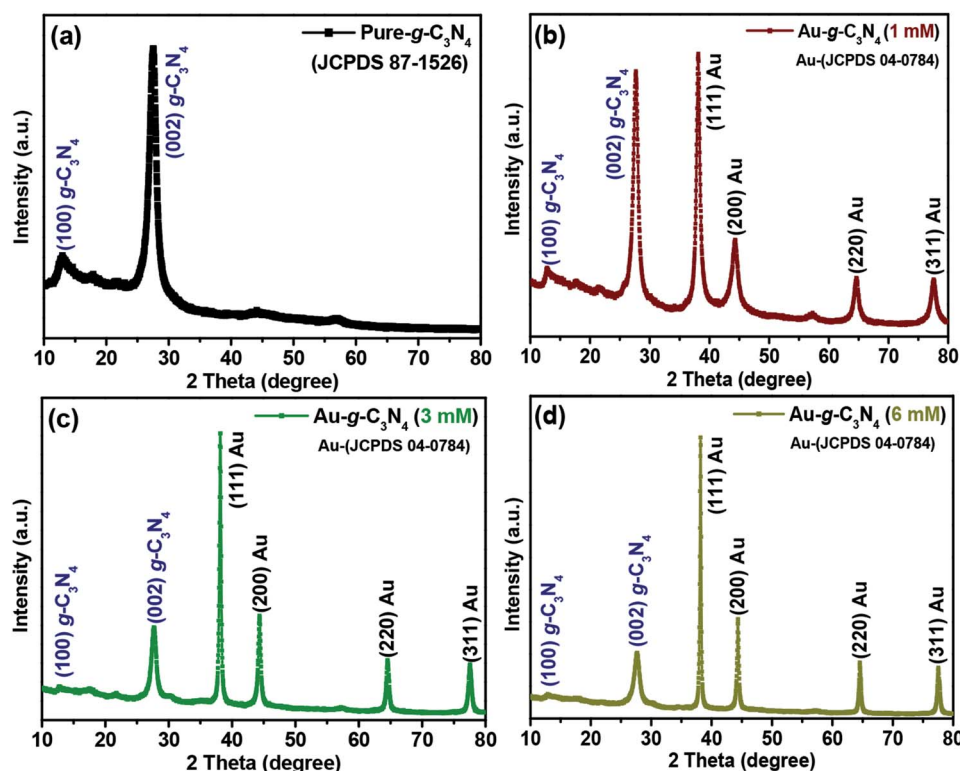 (a)
Pure-g-C₃N₄
(JCPDS 87-1526)
(100) g-C₃N₄
(002) g-C₃N₄
Intensity (a.u.)
10 20 30 40 50 60 70 80
2 Theta (degree)
(b)
Au-g-C₃N₄ (1 mM)
Au-(JCPDS 04-0784)
(100) g-C₃N₄
(002) g-C₃N₄
(111) Au
(200) Au
(220) Au
(311) Au
Intensity (a.u.)
10 20 30 40 50 60 70 80
2 Theta (degree)
(c)
Au-g-C₃N₄ (3 mM)
Au-(JCPDS 04-0784)
(100) g-C₃N₄
(002) g-C₃N₄
(111) Au
(200) Au
(220) Au
(311) Au
Intensity (a.u.)
10 20 30 40 50 60 70 80
2 Theta (degree)
(d)
Au-g-C₃N₄ (6 mM)
Au-(JCPDS 04-0784)
(100) g-C₃N₄
(002) g-C₃N₄
(111) Au
(200) Au
(220) Au
(311) Au
Intensity (a.u.)
10 20 30 40 50 60 70 80
2 Theta (degree)